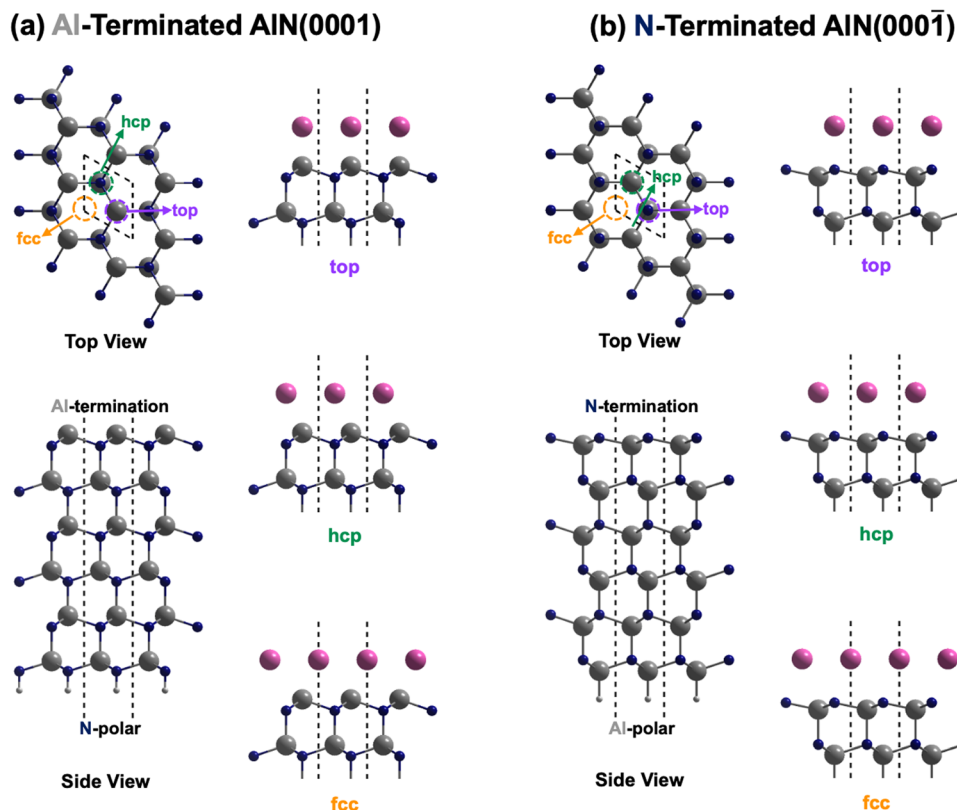 (a) Al-Terminated AlN(0001)
hcp
top
fcc
Top View
top
Al-termination
N-polar
Side View
hcp
fcc
(b) N-Terminated AlN(0001̅)
hcp
top
fcc
Top View
top
N-termination
Al-polar
Side View
hcp
fcc